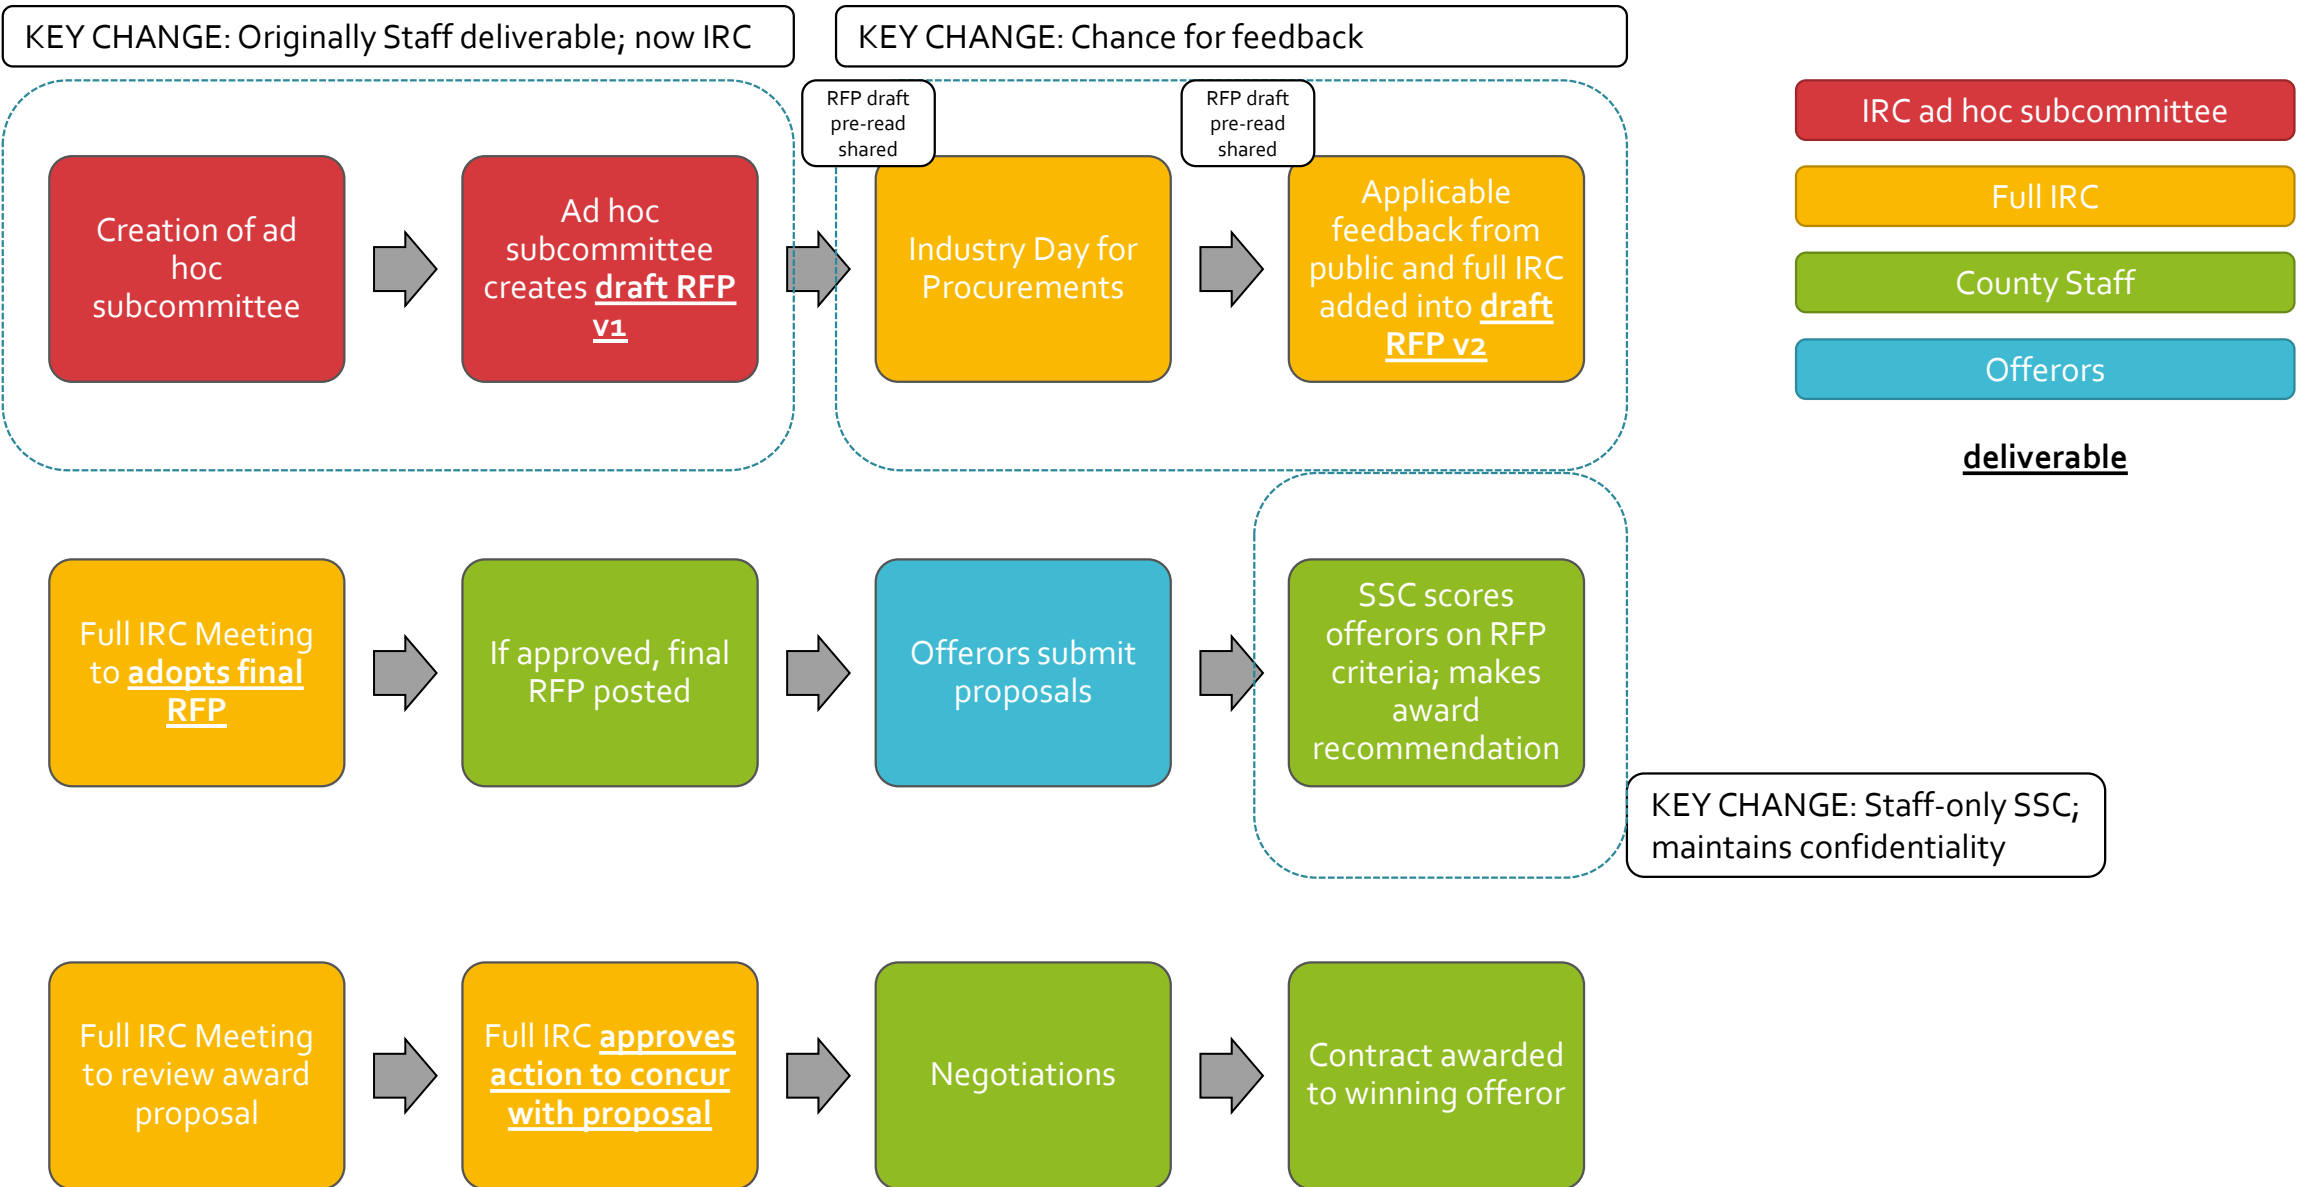 KEY CHANGE: Originally Staff deliverable; now IRC
KEY CHANGE: Chance for feedback
RFP draft
pre-read
shared
RFP draft
pre-read
shared
Creation of ad
hoc
subcommittee
Ad hoc
subcommittee
creates draft RFP
v1
Industry Day for
Procurements
Applicable
feedback from
public and full IRC
added into draft
RFP v2
IRC ad hoc subcommittee
Full IRC
County Staff
Offerors
deliverable
Full IRC Meeting
to adopts final
RFP
If approved, final
RFP posted
Offerors submit
proposals
SSC scores
offerors on RFP
criteria; makes
award
recommendation
KEY CHANGE: Staff-only SSC;
maintains confidentiality
Full IRC Meeting
to review award
proposal
Full IRC approves
action to concur
with proposal
Negotiations
Contract awarded
to winning offeror